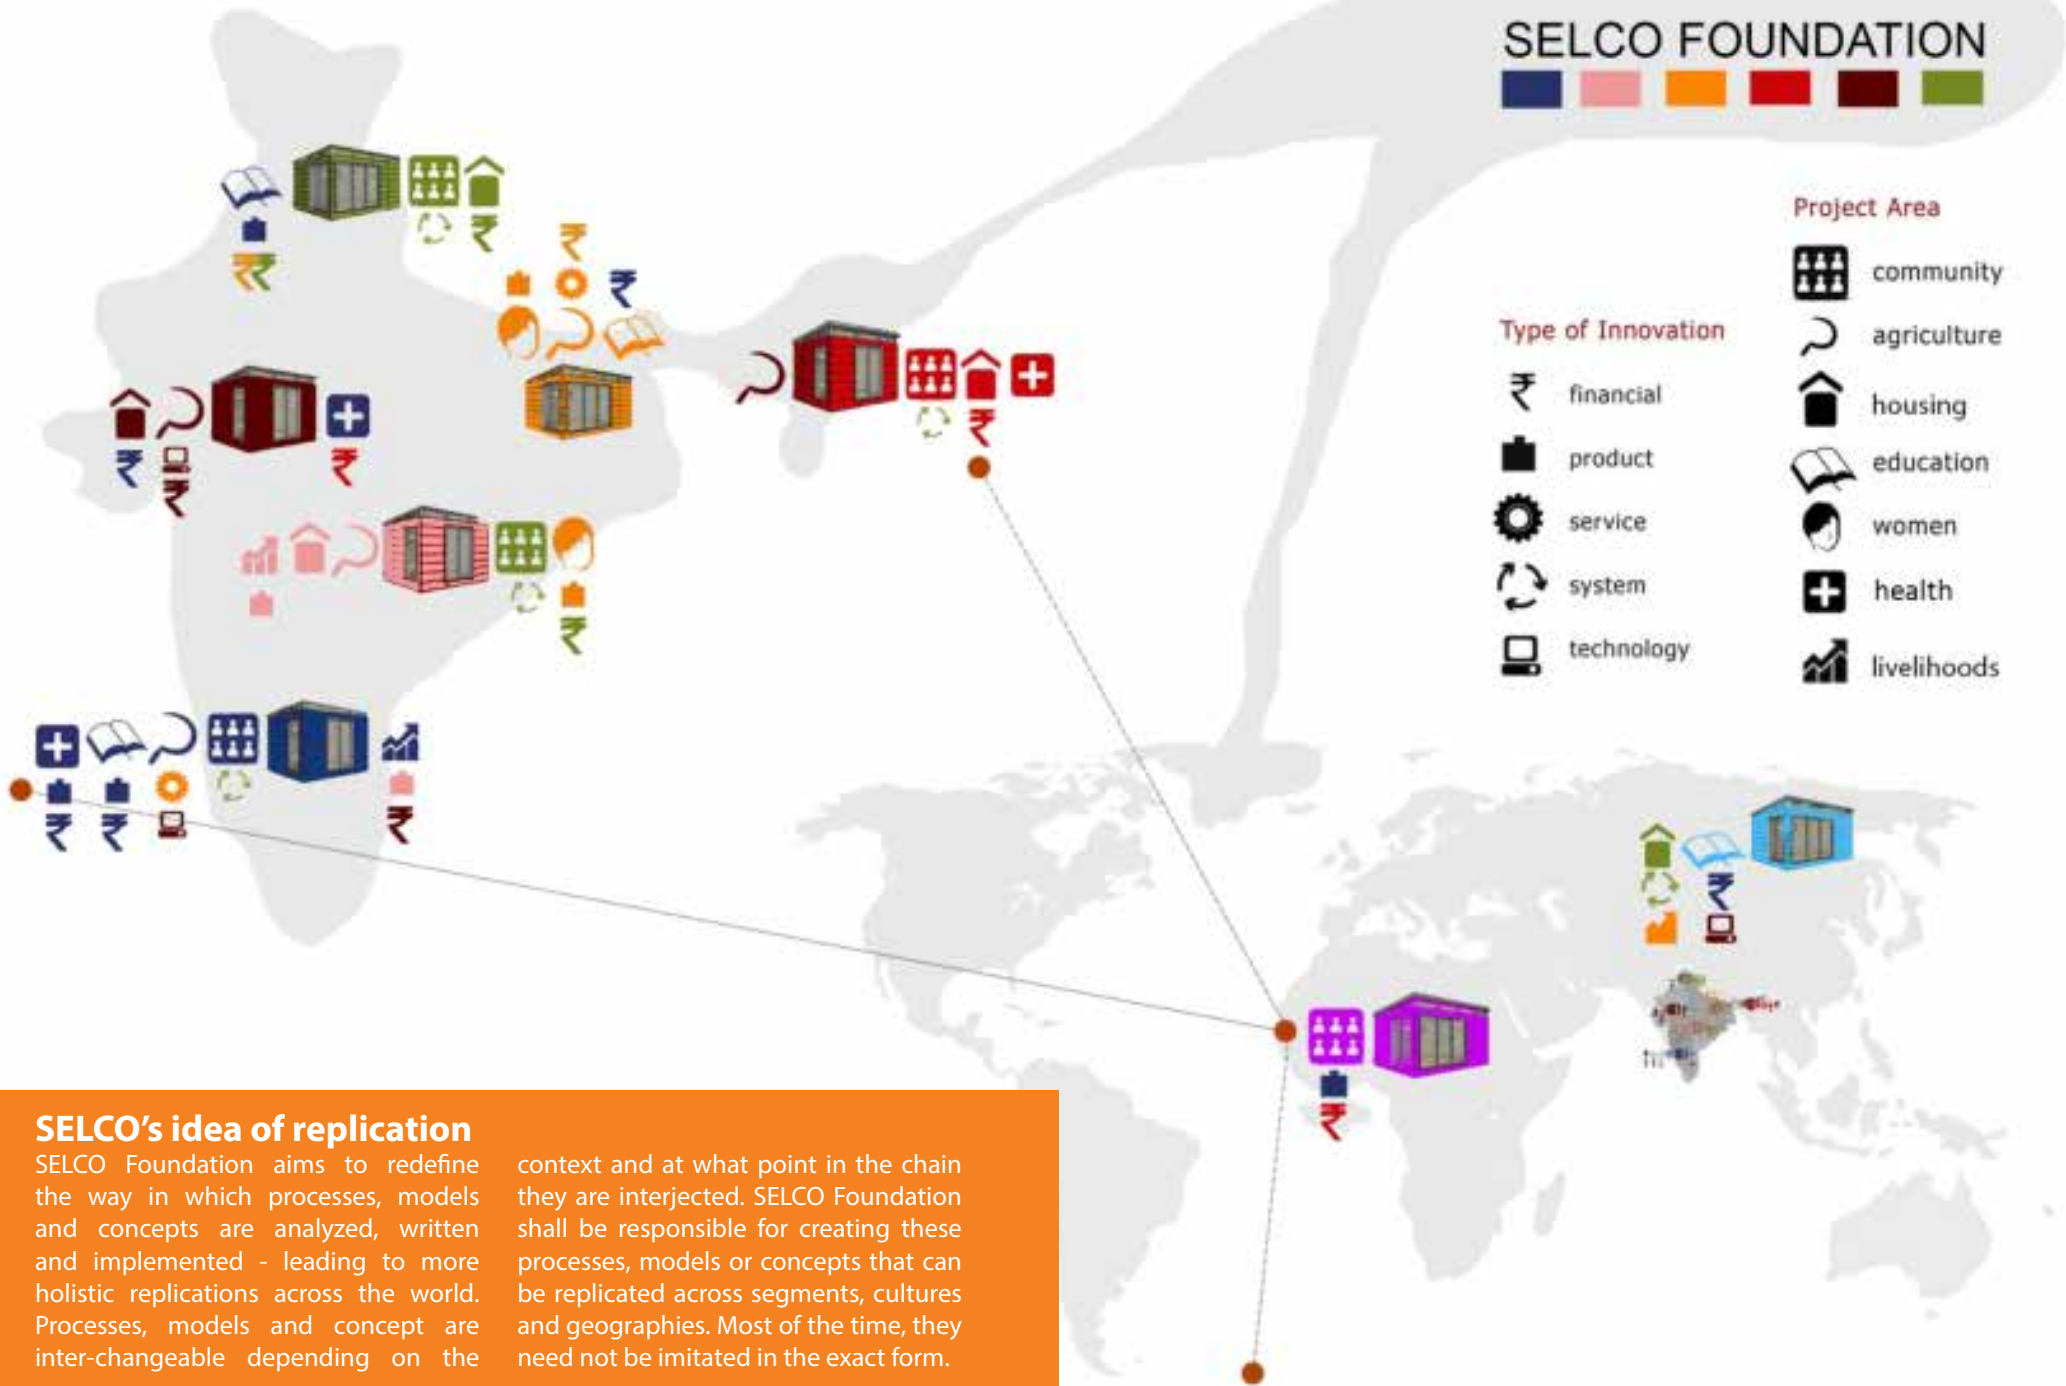 SELCO FOUNDATION
Project Area
community
agriculture
housing
education
women
health
livelihoods
Type of Innovation
financial
product
service
system
technology
SELCO’s idea of replication
SELCO Foundation aims to redefine
the way in which processes, models
and concepts are analyzed, written
and implemented - leading to more
holistic replications across the world.
Processes, models and concept are
inter-changeable depending on the
context and at what point in the chain
they are interjected. SELCO Foundation
shall be responsible for creating these
processes, models or concepts that can
be replicated across segments, cultures
and geographies. Most of the time, they
need not be imitated in the exact form.